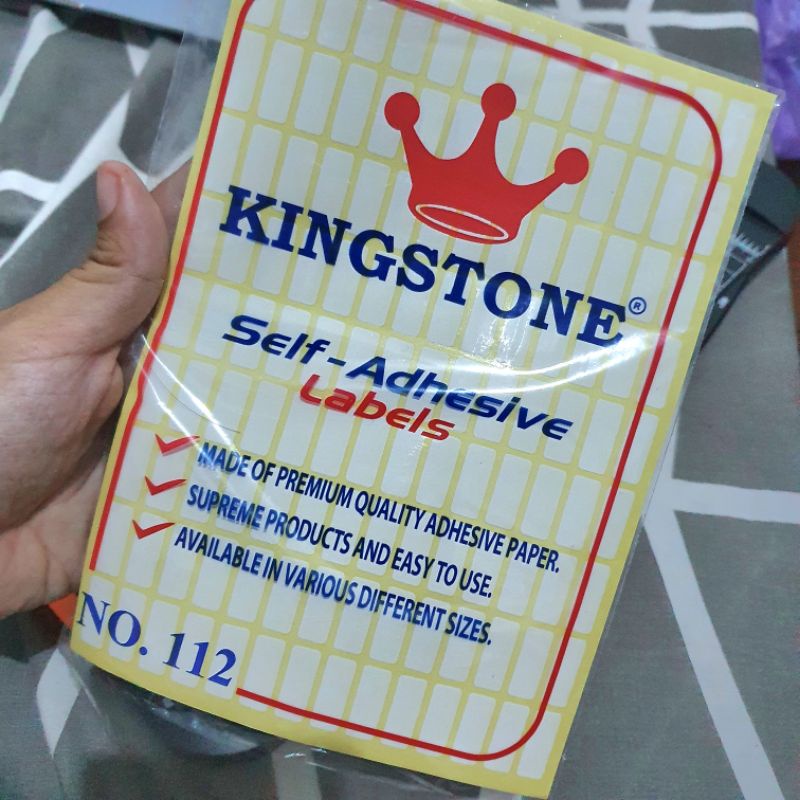 KINGSTONE®
Self-Adhesive
Labels
MADE OF PREMIUM QUALITY ADHESIVE PAPER.
SUPREME PRODUCTS AND EASY TO USE.
AVAILABLE IN VARIOUS DIFFERENT SIZES.
NO. 112